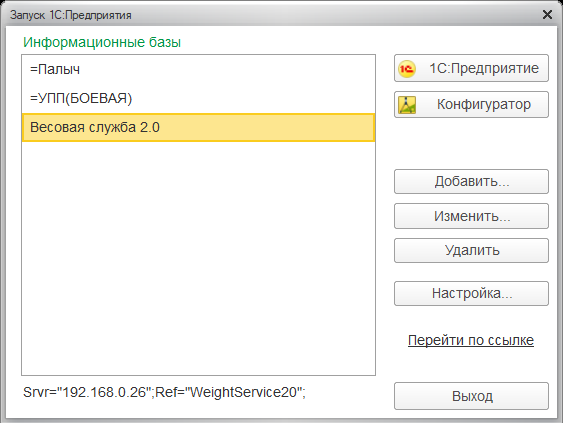 Запуск 1С:Предприятия
Информационные базы
=Палыч
=УПП(БОЕВАЯ)
Весовая служба 2.0
1С:Предприятие
Конфигуратор
Добавить...
Изменить...
Удалить
Настройка...
Перейти по ссылке
Выход
Srvr="192.168.0.26";Ref="WeightService20";